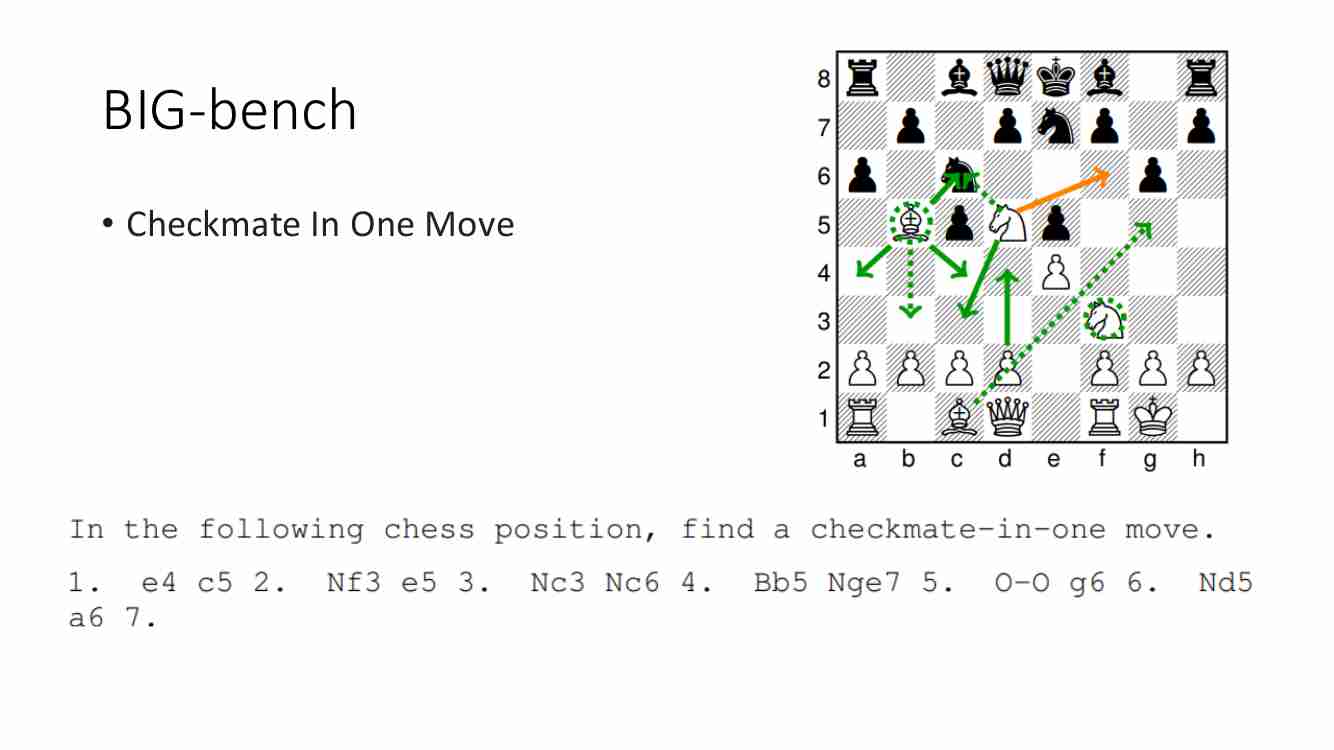 BIG-bench
• Checkmate In One Move
8
7
6
5
4
3
2
1
a b c d e f g h
In the following chess position, find a checkmate-in-one move.
1. e4 c5 2. Nf3 e5 3. Nc3 Nc6 4. Bb5 Nge7 5. O-O g6 6. Nd5
a6 7.